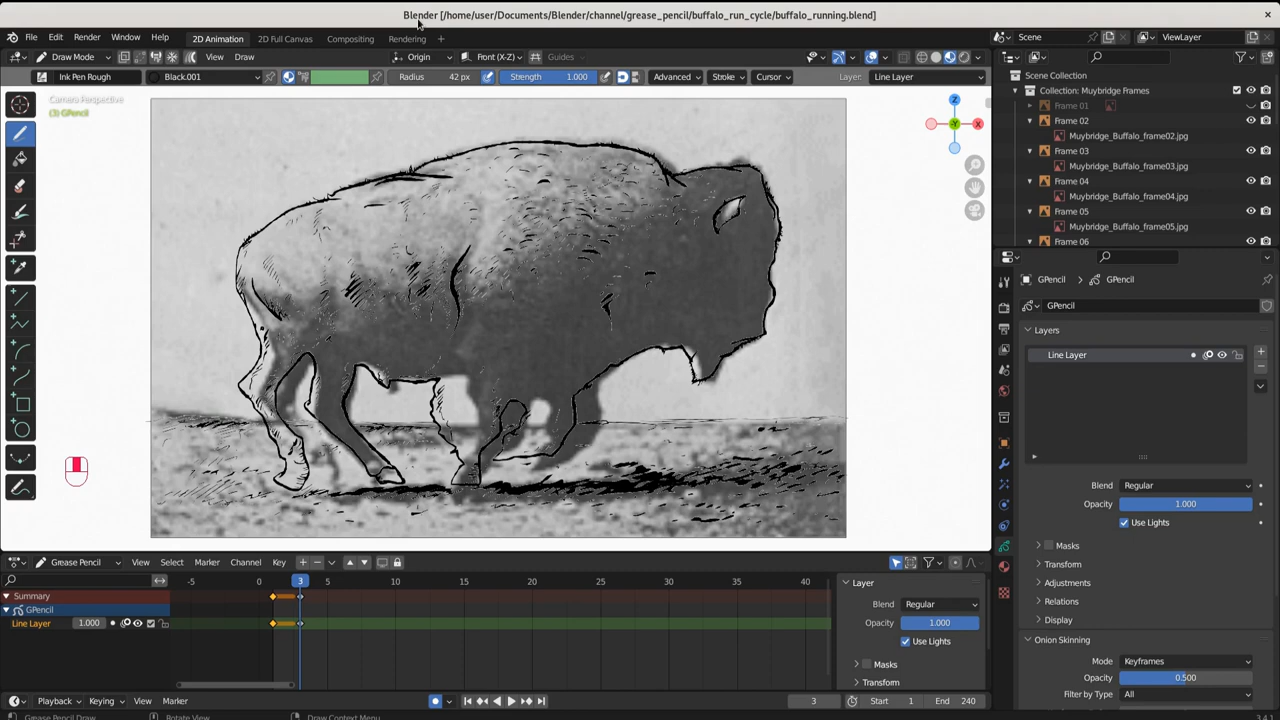 Blender [/home/user/Documents/Blender/channel/grease_pencil/buffalo_run_cycle/buffalo_running.blend]
File Edit Render Window Help 2D Animation 2D Full Canvas Compositing Rendering + Scene ViewLayer
Draw Mode View Draw Origin Front (X-Z) Guides
Ink Pen Rough Black.001 Radius 42 px Strength 1.000 Advanced Stroke Cursor Layer: Line Layer
Camera Perspective
(3) GPencil
Z
Y
X
Scene Collection
Collection: Muybridge Frames
Frame 01
Frame 02
Muybridge_Buffalo_frame02.jpg
Frame 03
Muybridge_Buffalo_frame03.jpg
Frame 04
Muybridge_Buffalo_frame04.jpg
Frame 05
Muybridge_Buffalo_frame05.jpg
Frame 06
GPencil > GPencil
GPencil
Layers
Line Layer
Blend Regular
Opacity 1.000
Use Lights
Masks
Transform
Adjustments
Relations
Display
Onion Skinning
Mode Keyframes
Opacity 0.500
Filter by Type All
Grease Pencil View Select Marker Channel Key
-5 0 3 5 10 15 20 25 30 35 40
Summary
GPencil
Line Layer 1.000
Layer
Blend Regular
Opacity 1.000
Use Lights
Masks
Transform
Playback Keying View Marker 3 Start 1 End 240
Grease Pencil Draw Rotate View Draw Context Menu 3.4.1